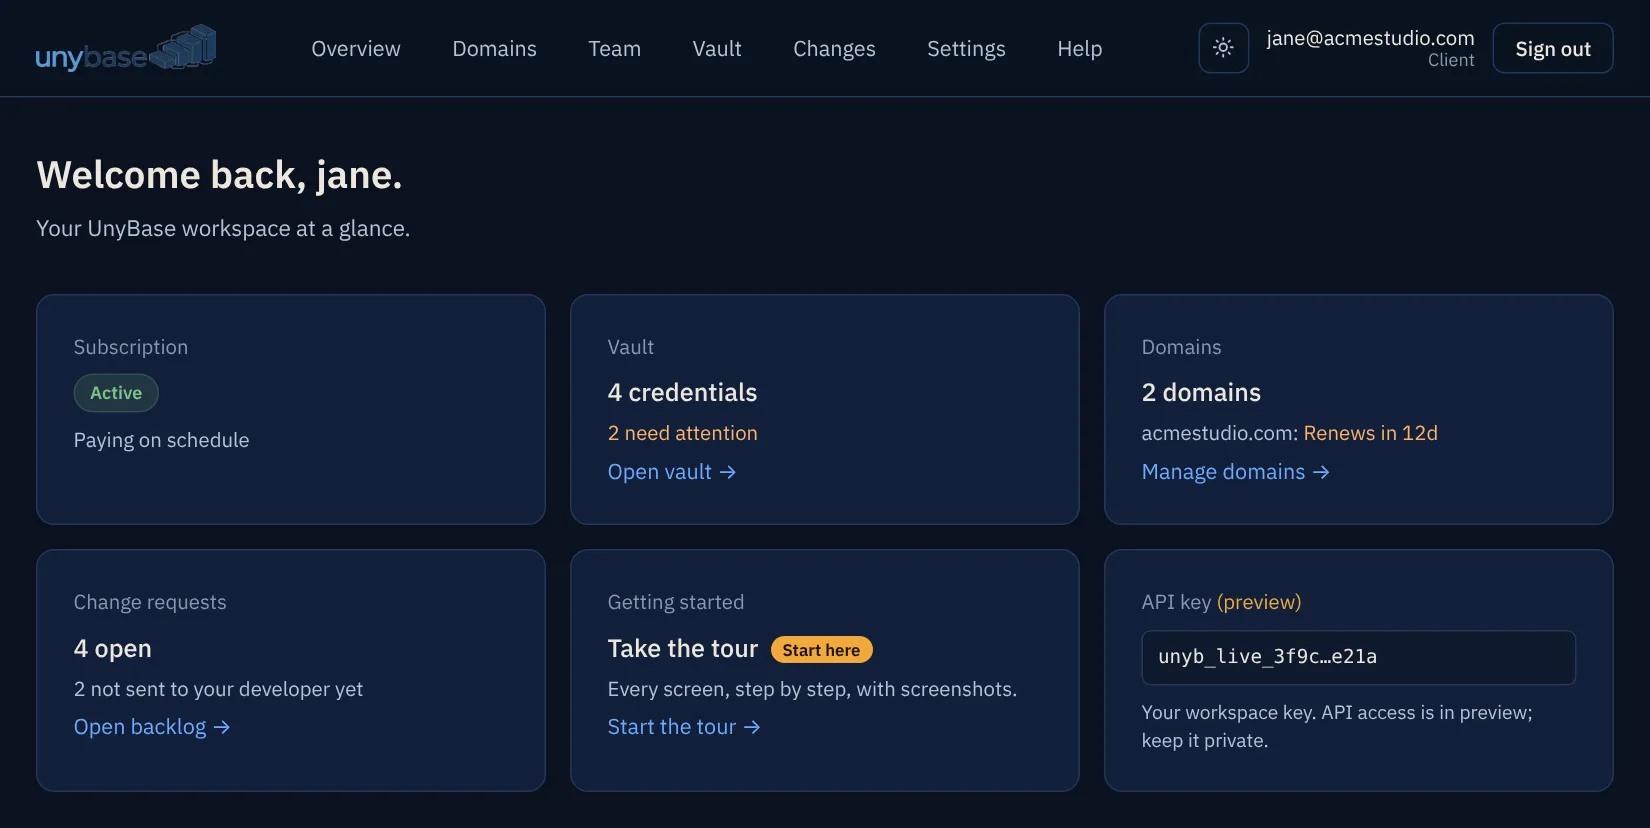 unybase
Overview
Domains
Team
Vault
Changes
Settings
Help
jane@acmestudio.com
Client
Sign out
Welcome back, jane.
Your UnyBase workspace at a glance.
Subscription
Active
Paying on schedule
Vault
4 credentials
2 need attention
Open vault →
Domains
2 domains
acmestudio.com: Renews in 12d
Manage domains →
Change requests
4 open
2 not sent to your developer yet
Open backlog →
Getting started
Take the tour Start here
Every screen, step by step, with screenshots.
Start the tour →
API key (preview)
unyb_live_3f9c…e21a
Your workspace key. API access is in preview;
keep it private.